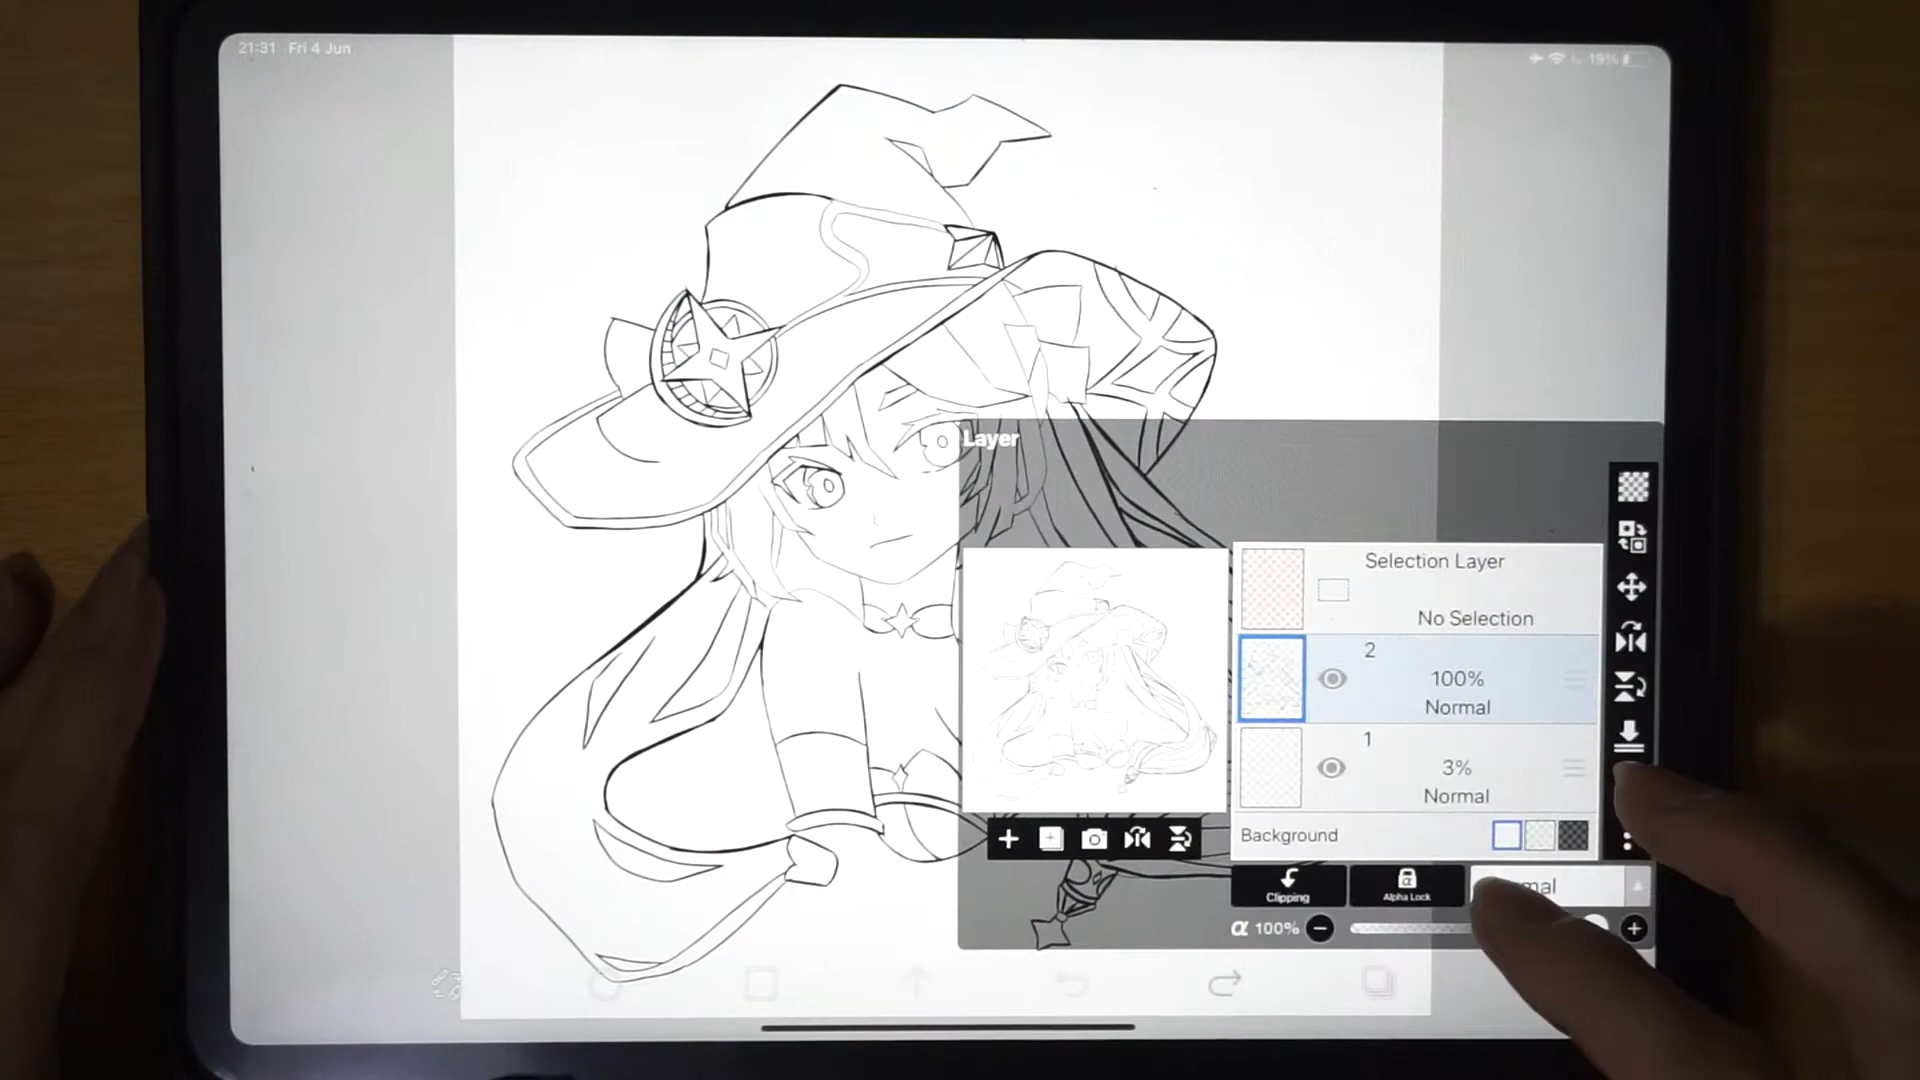 21:31 Fri 4 Jun
19%
Layer
Selection Layer
No Selection
2
100%
Normal
1
3%
Normal
Background
Clipping
Alpha Lock
α 100%